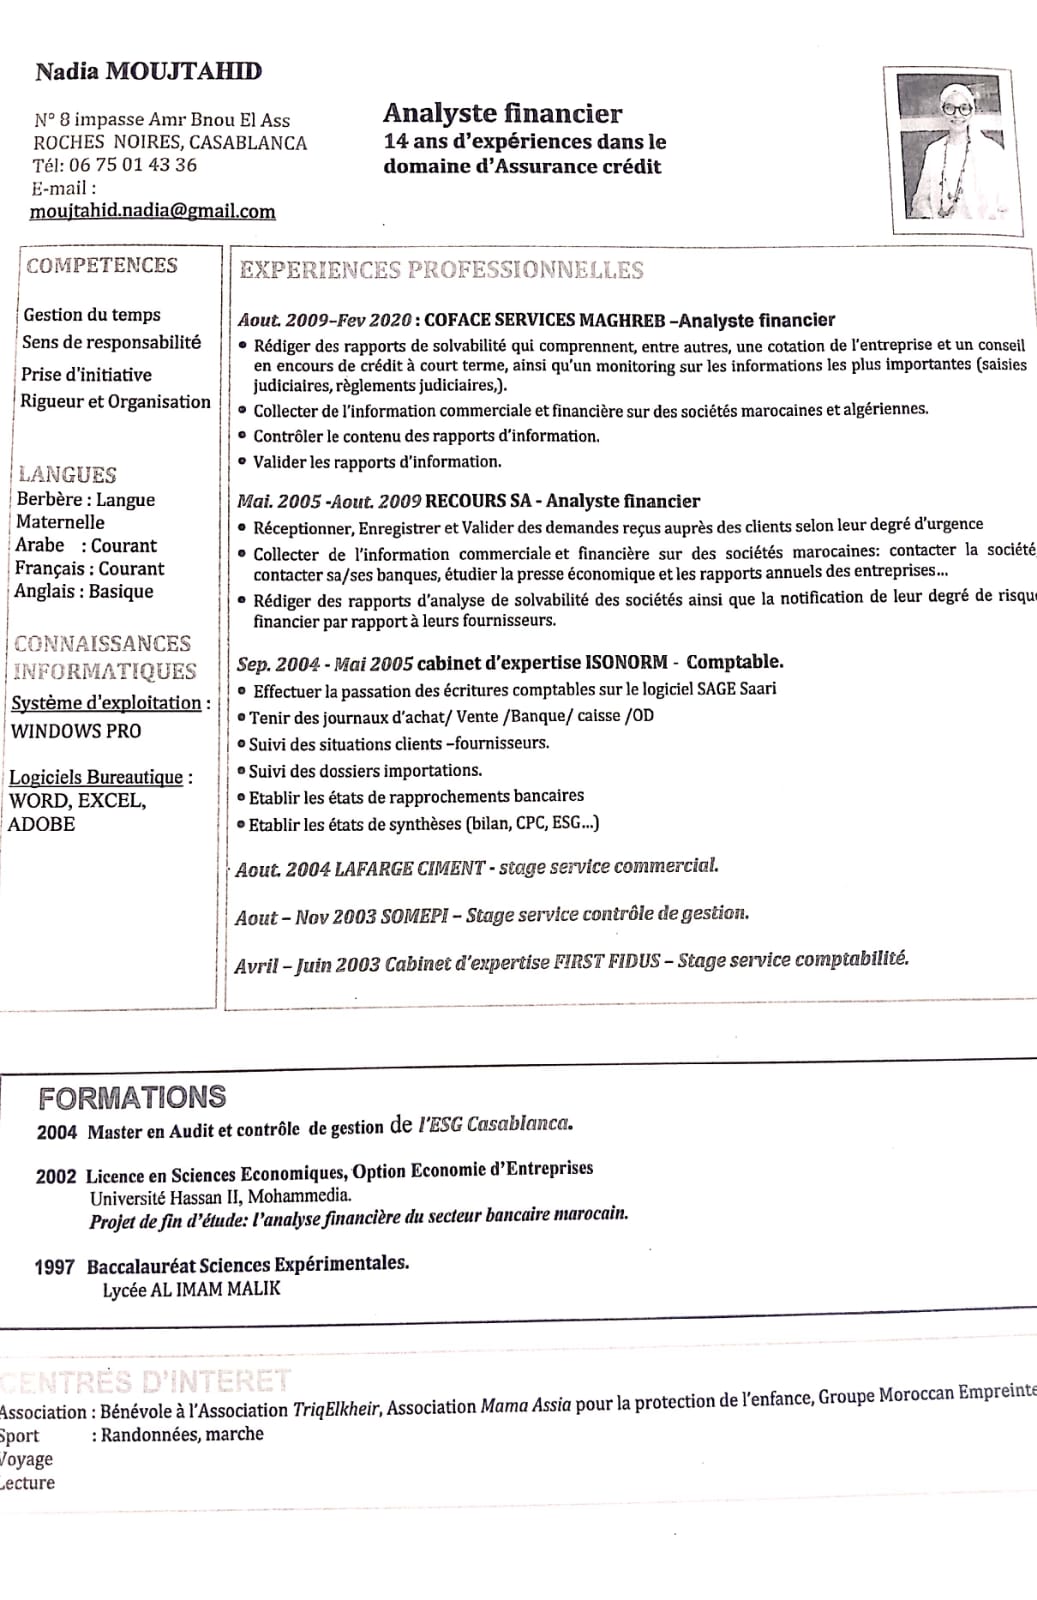 Nadia MOUJTAHID
N° 8 impasse Amr Bnou El Ass
ROCHES NOIRES, CASABLANCA
Tél: 06 75 01 43 36
E-mail :
moujtahid.nadia@gmail.com
Analyste financier
14 ans d'expériences dans le
domaine d'Assurance crédit
COMPETENCES
Gestion du temps
Sens de responsabilité
Prise d'initiative
Rigueur et Organisation
LANGUES
Berbère : Langue
Maternelle
Arabe : Courant
Français : Courant
Anglais : Basique
CONNAISSANCES
INFORMATIQUES
Système d'exploitation :
WINDOWS PRO
Logiciels Bureautique :
WORD, EXCEL,
ADOBE
EXPERIENCES PROFESSIONNELLES
Aout. 2009-Fev 2020 : COFACE SERVICES MAGHREB –Analyste financier
• Rédiger des rapports de solvabilité qui comprennent, entre autres, une cotation de l'entreprise et un conseil
en encours de crédit à court terme, ainsi qu'un monitoring sur les informations les plus importantes (saisies
judiciaires, règlements judiciaires,).
• Collecter de l'information commerciale et financière sur des sociétés marocaines et algériennes.
• Contrôler le contenu des rapports d'information.
• Valider les rapports d'information.
Mai. 2005 -Aout. 2009 RECOURS SA - Analyste financier
• Réceptionner, Enregistrer et Valider des demandes reçus auprès des clients selon leur degré d'urgence
• Collecter de l'information commerciale et financière sur des sociétés marocaines: contacter la société
contacter sa/ses banques, étudier la presse économique et les rapports annuels des entreprises...
• Rédiger des rapports d'analyse de solvabilité des sociétés ainsi que la notification de leur degré de risque
financier par rapport à leurs fournisseurs.
Sep. 2004 - Mai 2005 cabinet d'expertise ISONORM - Comptable.
• Effectuer la passation des écritures comptables sur le logiciel SAGE Saari
• Tenir des journaux d'achat/ Vente /Banque/ caisse /OD
• Suivi des situations clients –fournisseurs.
• Suivi des dossiers importations.
• Etablir les états de rapprochements bancaires
• Etablir les états de synthèses (bilan, CPC, ESG...)
Aout. 2004 LAFARGE CIMENT - stage service commercial.
Aout – Nov 2003 SOMEPI – Stage service contrôle de gestion.
Avril – Juin 2003 Cabinet d'expertise FIRST FIDUS – Stage service comptabilité.
FORMATIONS
2004 Master en Audit et contrôle de gestion de l'ESG Casablanca.
2002 Licence en Sciences Economiques, Option Economie d'Entreprises
Université Hassan II, Mohammedia.
Projet de fin d'étude: l'analyse financière du secteur bancaire marocain.
1997 Baccalauréat Sciences Expérimentales.
Lycée AL IMAM MALIK
CENTRES D'INTERET
Association : Bénévole à l'Association TriqElkheir, Association Mama Assia pour la protection de l'enfance, Groupe Moroccan Empreinte
Sport : Randonnées, marche
Voyage
Lecture